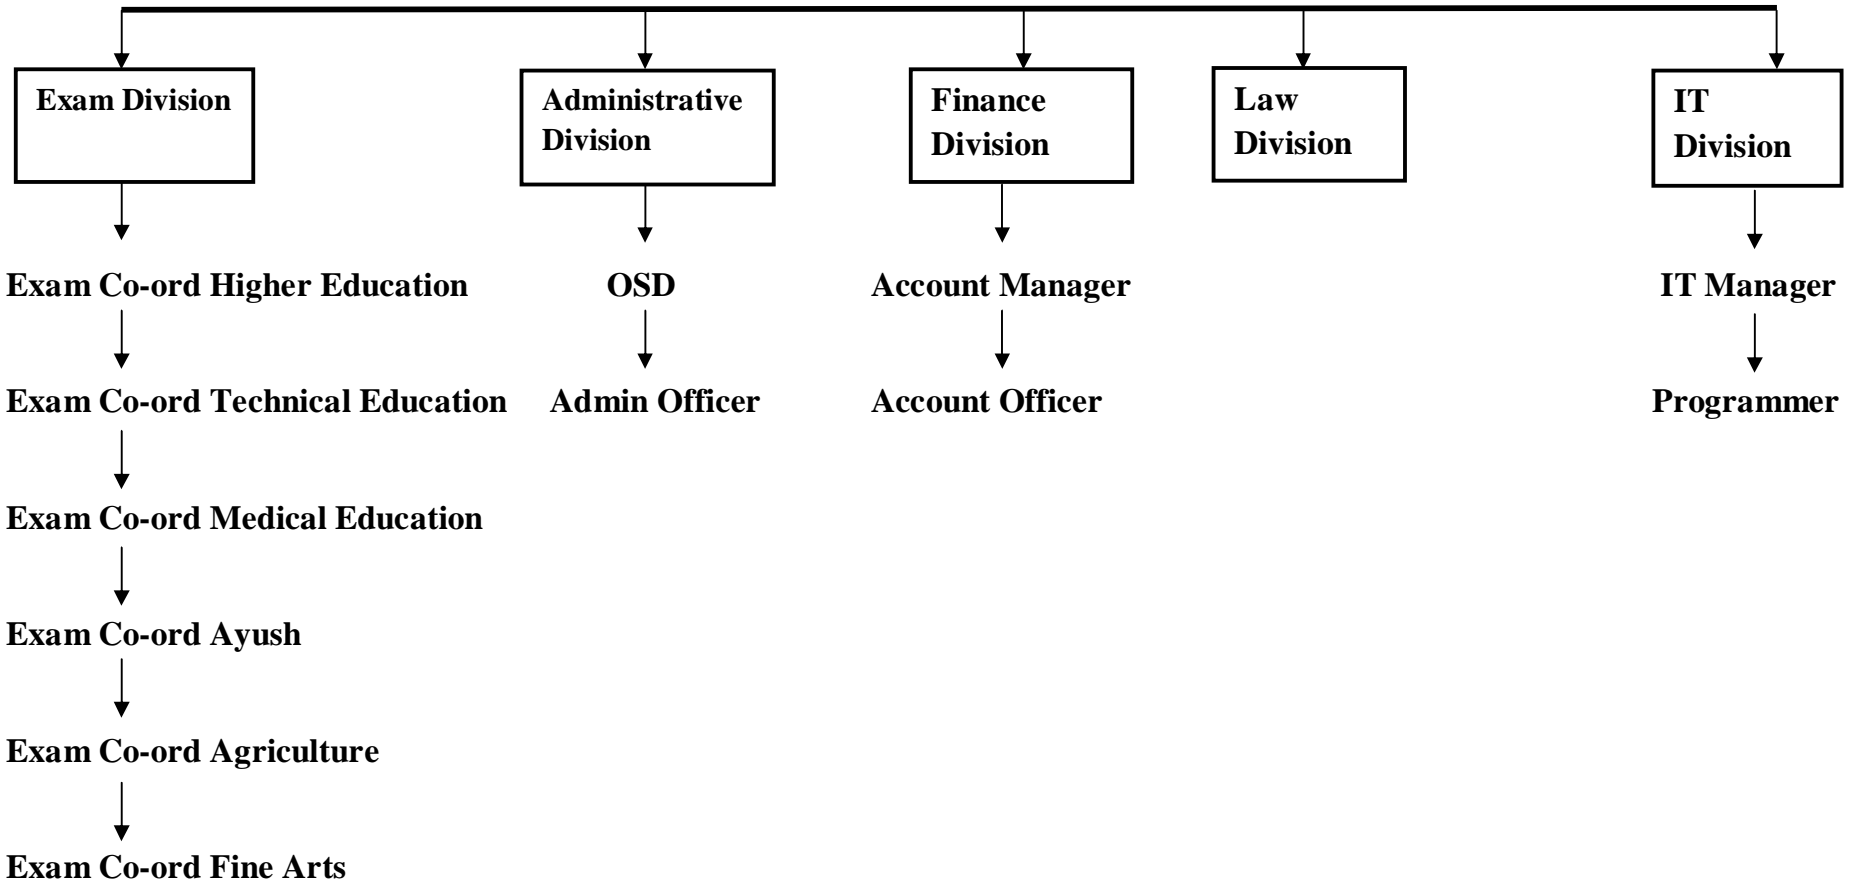 Exam Division
Administrative
Division
Finance
Division
Law
Division
IT
Division
Exam Co-ord Higher Education
OSD
Account Manager
IT Manager
Exam Co-ord Technical Education
Admin Officer
Account Officer
Programmer
Exam Co-ord Medical Education
Exam Co-ord Ayush
Exam Co-ord Agriculture
Exam Co-ord Fine Arts